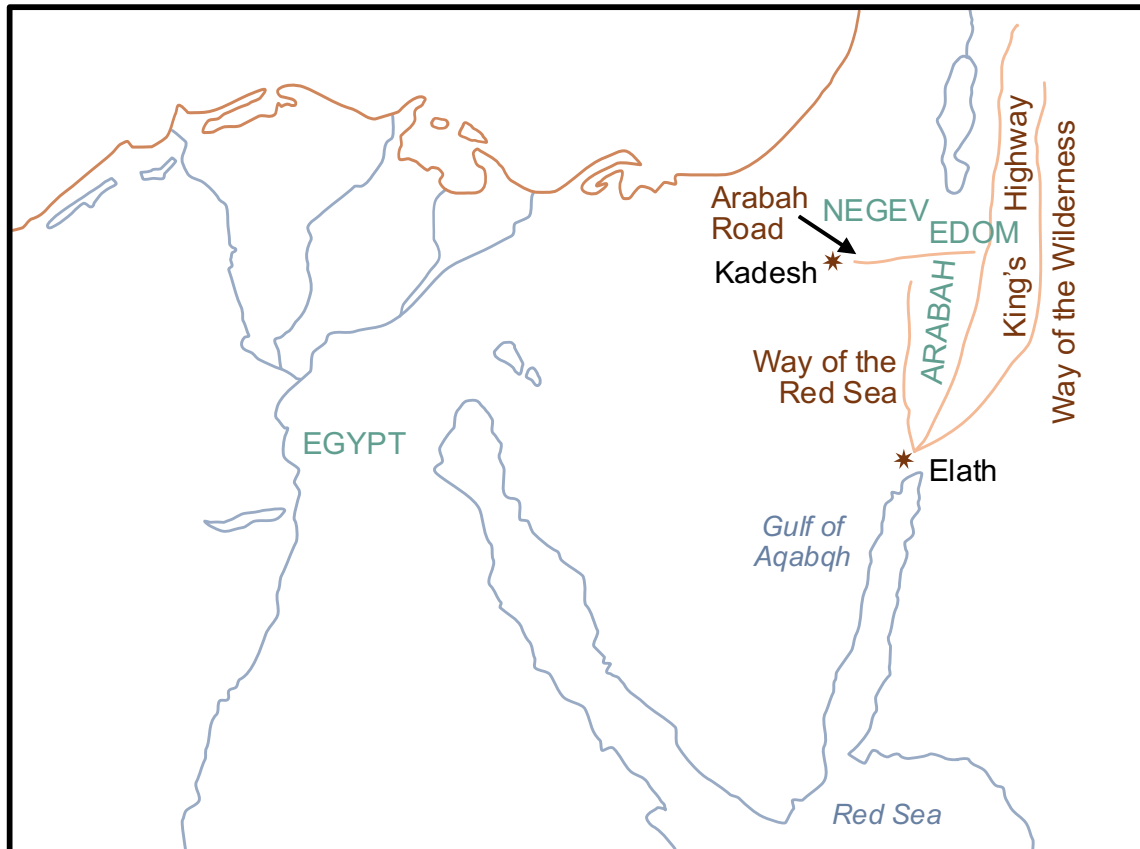 Arabah
Road
NEGEV
EDOM
Kadesh
ARABAH
King's Highway
Way of the Wilderness
Way of the
Red Sea
EGYPT
Elath
Gulf of
Aqabqh
Red Sea